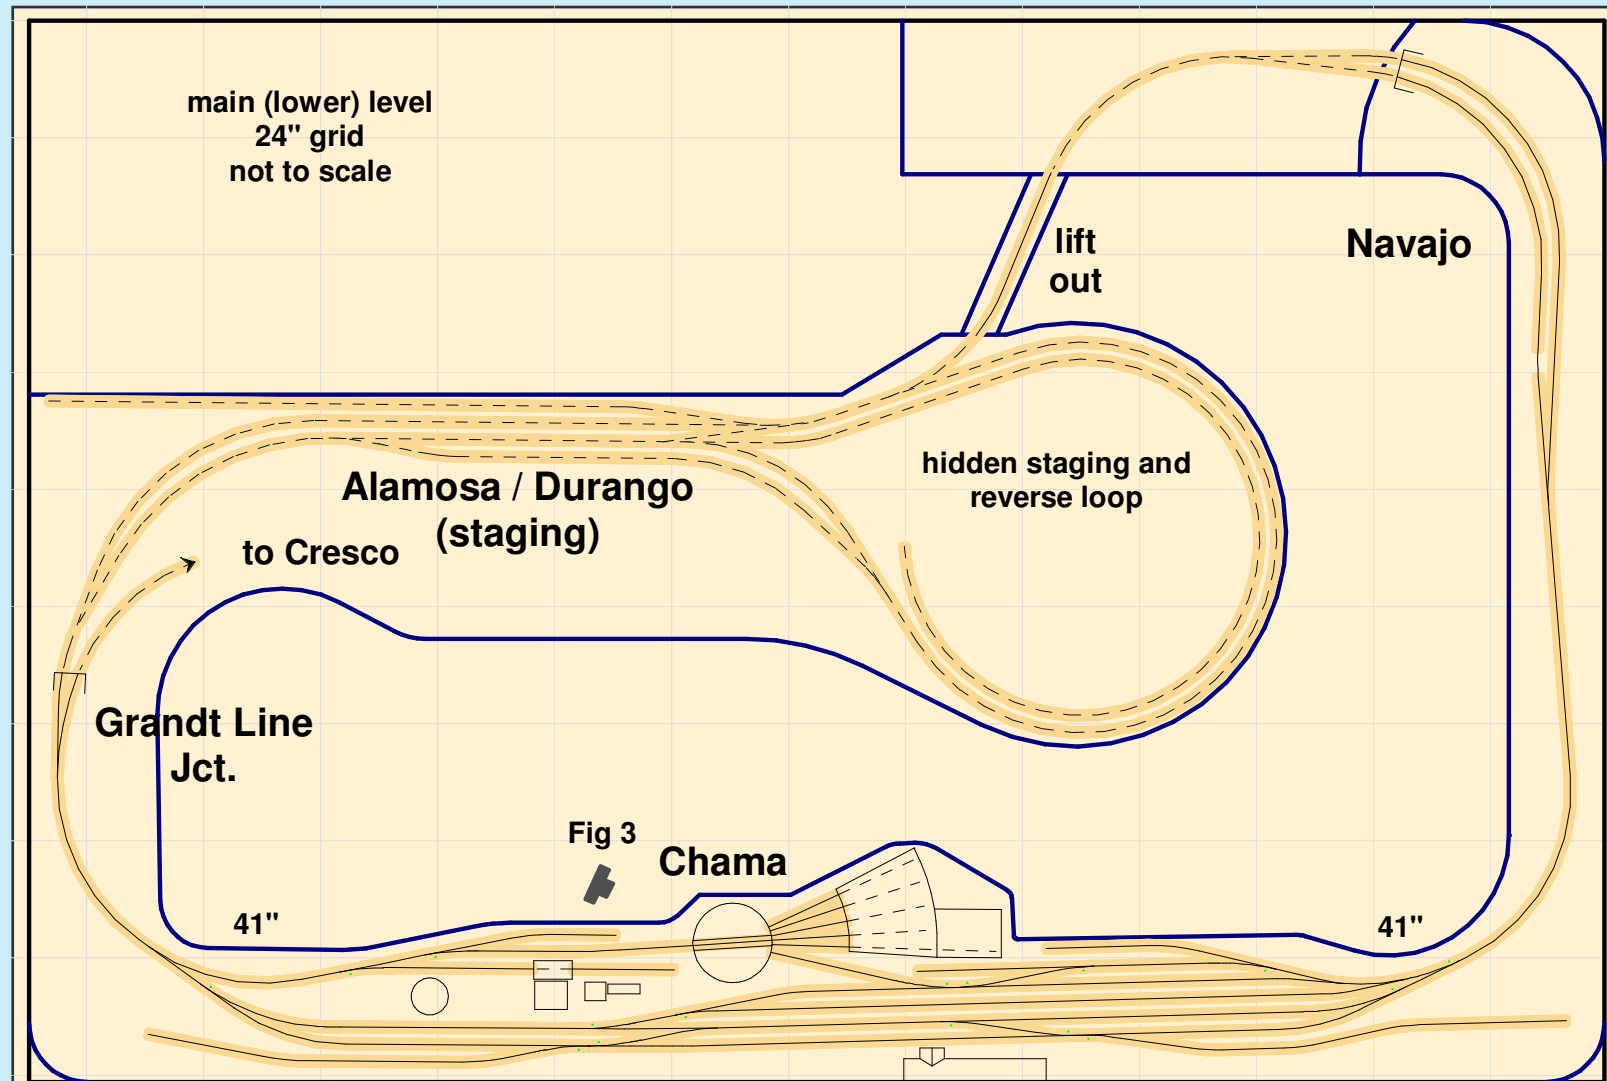 main (lower) level
24" grid
not to scale
lift
out
Navajo
hidden staging and
reverse loop
Alamosa / Durango
(staging)
to Cresco
Grandt Line
Jct.
Fig 3
Chama
41"
41"